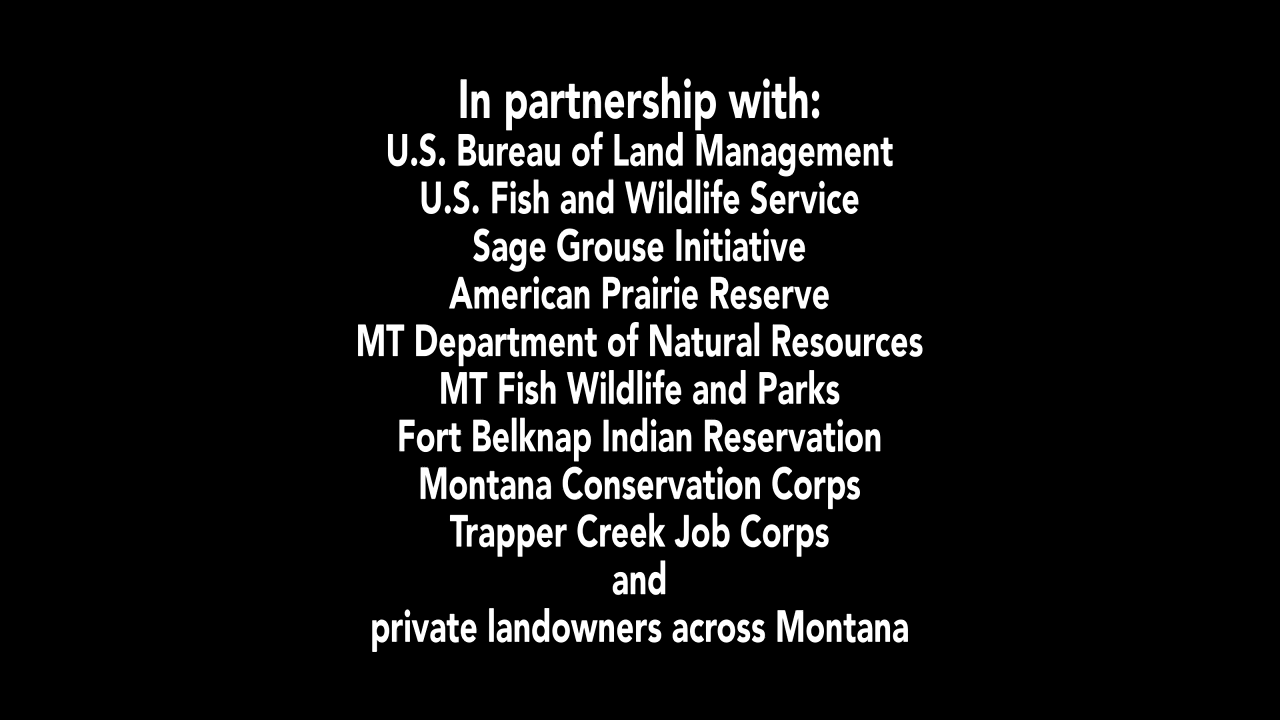 In partnership with:
U.S. Bureau of Land Management
U.S. Fish and Wildlife Service
Sage Grouse Initiative
American Prairie Reserve
MT Department of Natural Resources
MT Fish Wildlife and Parks
Fort Belknap Indian Reservation
Montana Conservation Corps
Trapper Creek Job Corps
and
private landowners across Montana